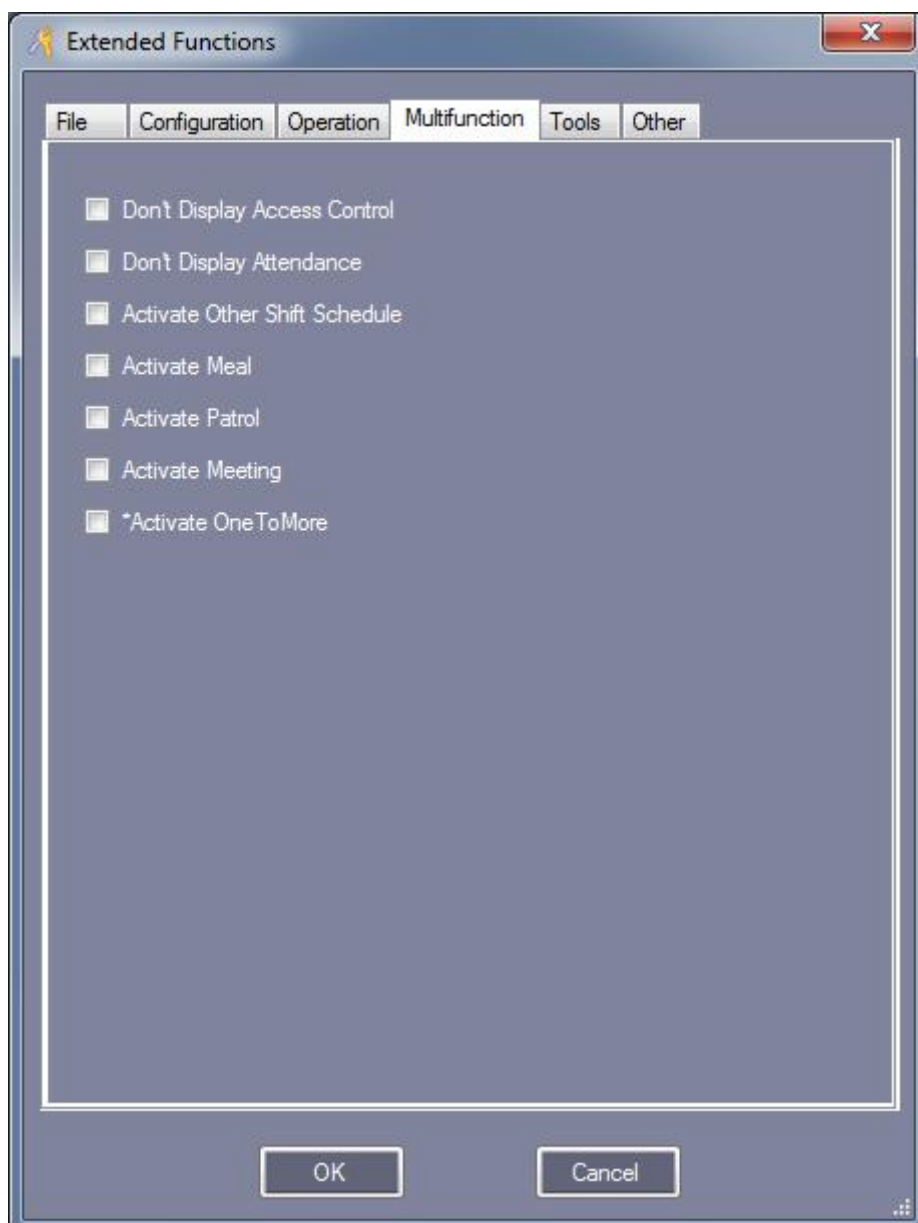 Extended Functions
File Configuration Operation Multifunction Tools Other
Don't Display Access Control
Don't Display Attendance
Activate Other Shift Schedule
Activate Meal
Activate Patrol
Activate Meeting
*Activate OneToMore
OK Cancel